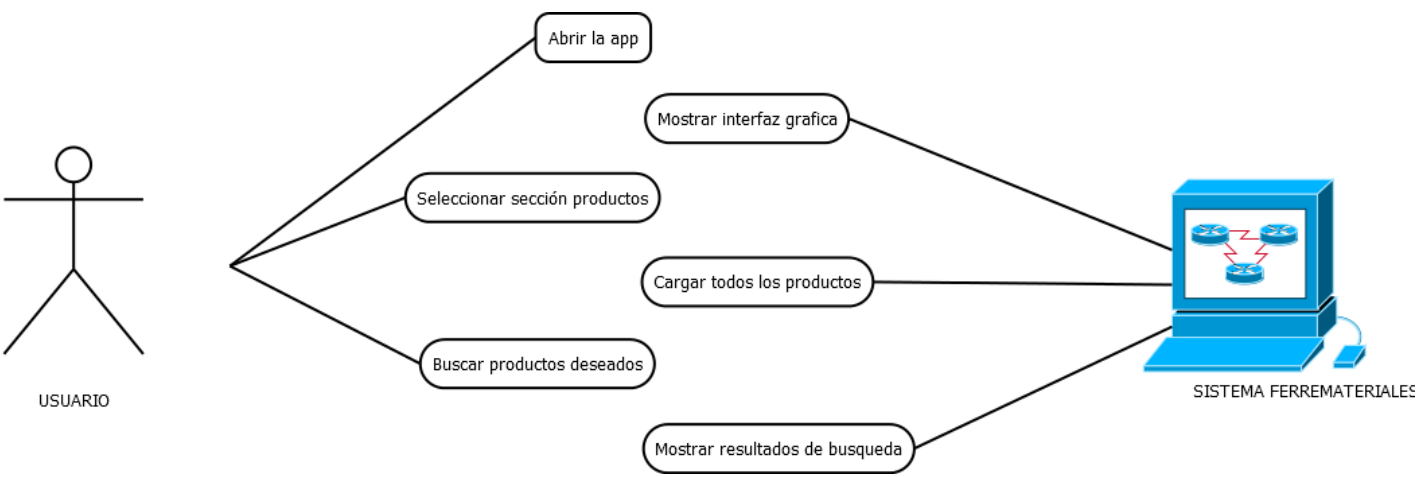 Abrir la app
Mostrar interfaz grafica
Seleccionar sección productos
Cargar todos los productos
Buscar productos deseados
USUARIO
SISTEMA FERREMATERIALES
Mostrar resultados de busqueda